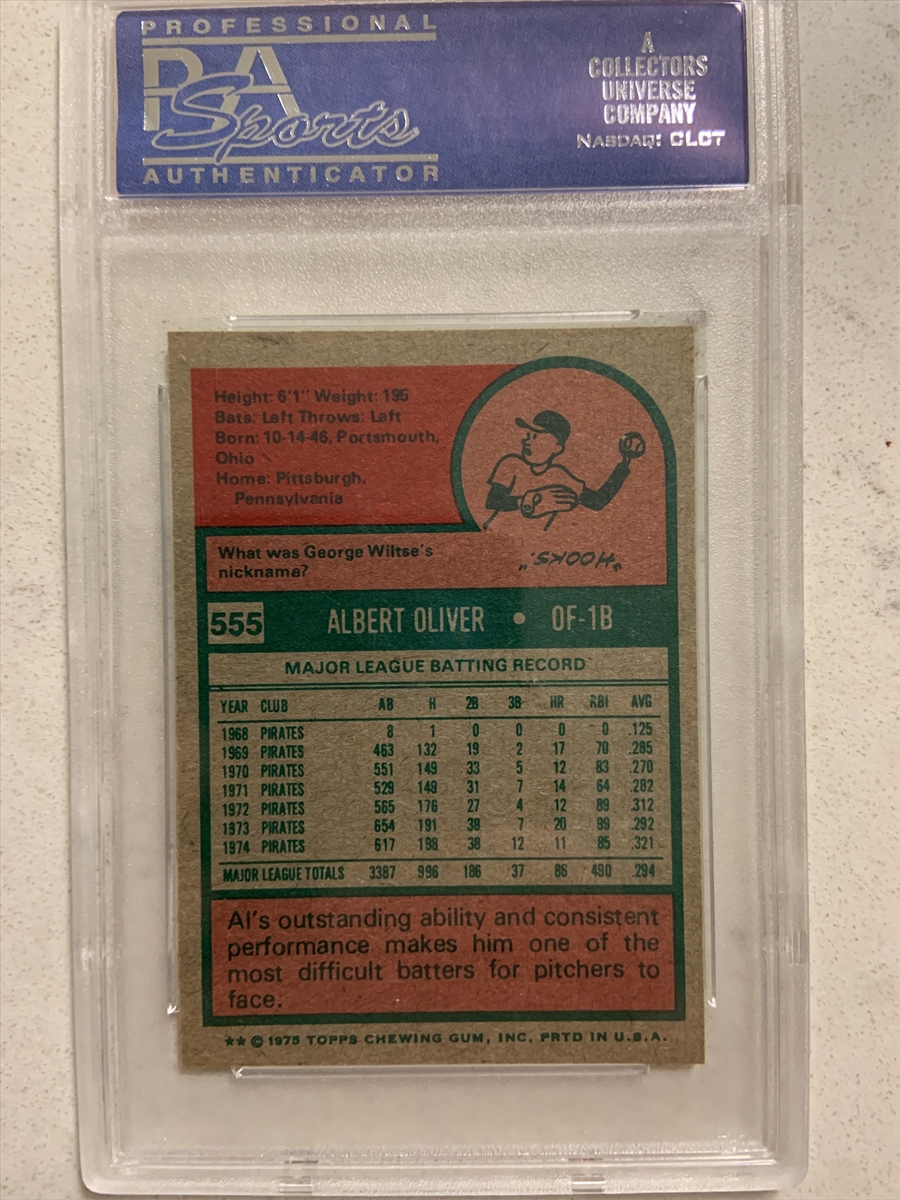 PROFESSIONAL
PSA
Sports
AUTHENTICATOR
A
COLLECTORS
UNIVERSE
COMPANY
NASDAQ: CLCT
Height: 6'1" Weight: 195
Bats: Left Throws: Left
Born: 10-14-46, Portsmouth,
Ohio
Home: Pittsburgh,
Pennsylvania
What was George Wiltse's
nickname?
"HOOKS."
555 ALBERT OLIVER • OF-1B
MAJOR LEAGUE BATTING RECORD
YEAR CLUB AB H 2B 3B HR RBI AVG
1968 PIRATES 8 1 0 0 0 0 .125
1969 PIRATES 463 132 19 2 17 70 .285
1970 PIRATES 551 149 33 5 12 83 .270
1971 PIRATES 529 149 31 7 14 64 .282
1972 PIRATES 565 176 27 4 12 89 .312
1973 PIRATES 654 191 38 7 20 99 .292
1974 PIRATES 617 198 38 12 11 85 .321
MAJOR LEAGUE TOTALS 3387 996 186 37 86 490 .294
Al's outstanding ability and consistent
performance makes him one of the
most difficult batters for pitchers to
face.
** © 1975 TOPPS CHEWING GUM, INC. PRTD IN U.S.A.